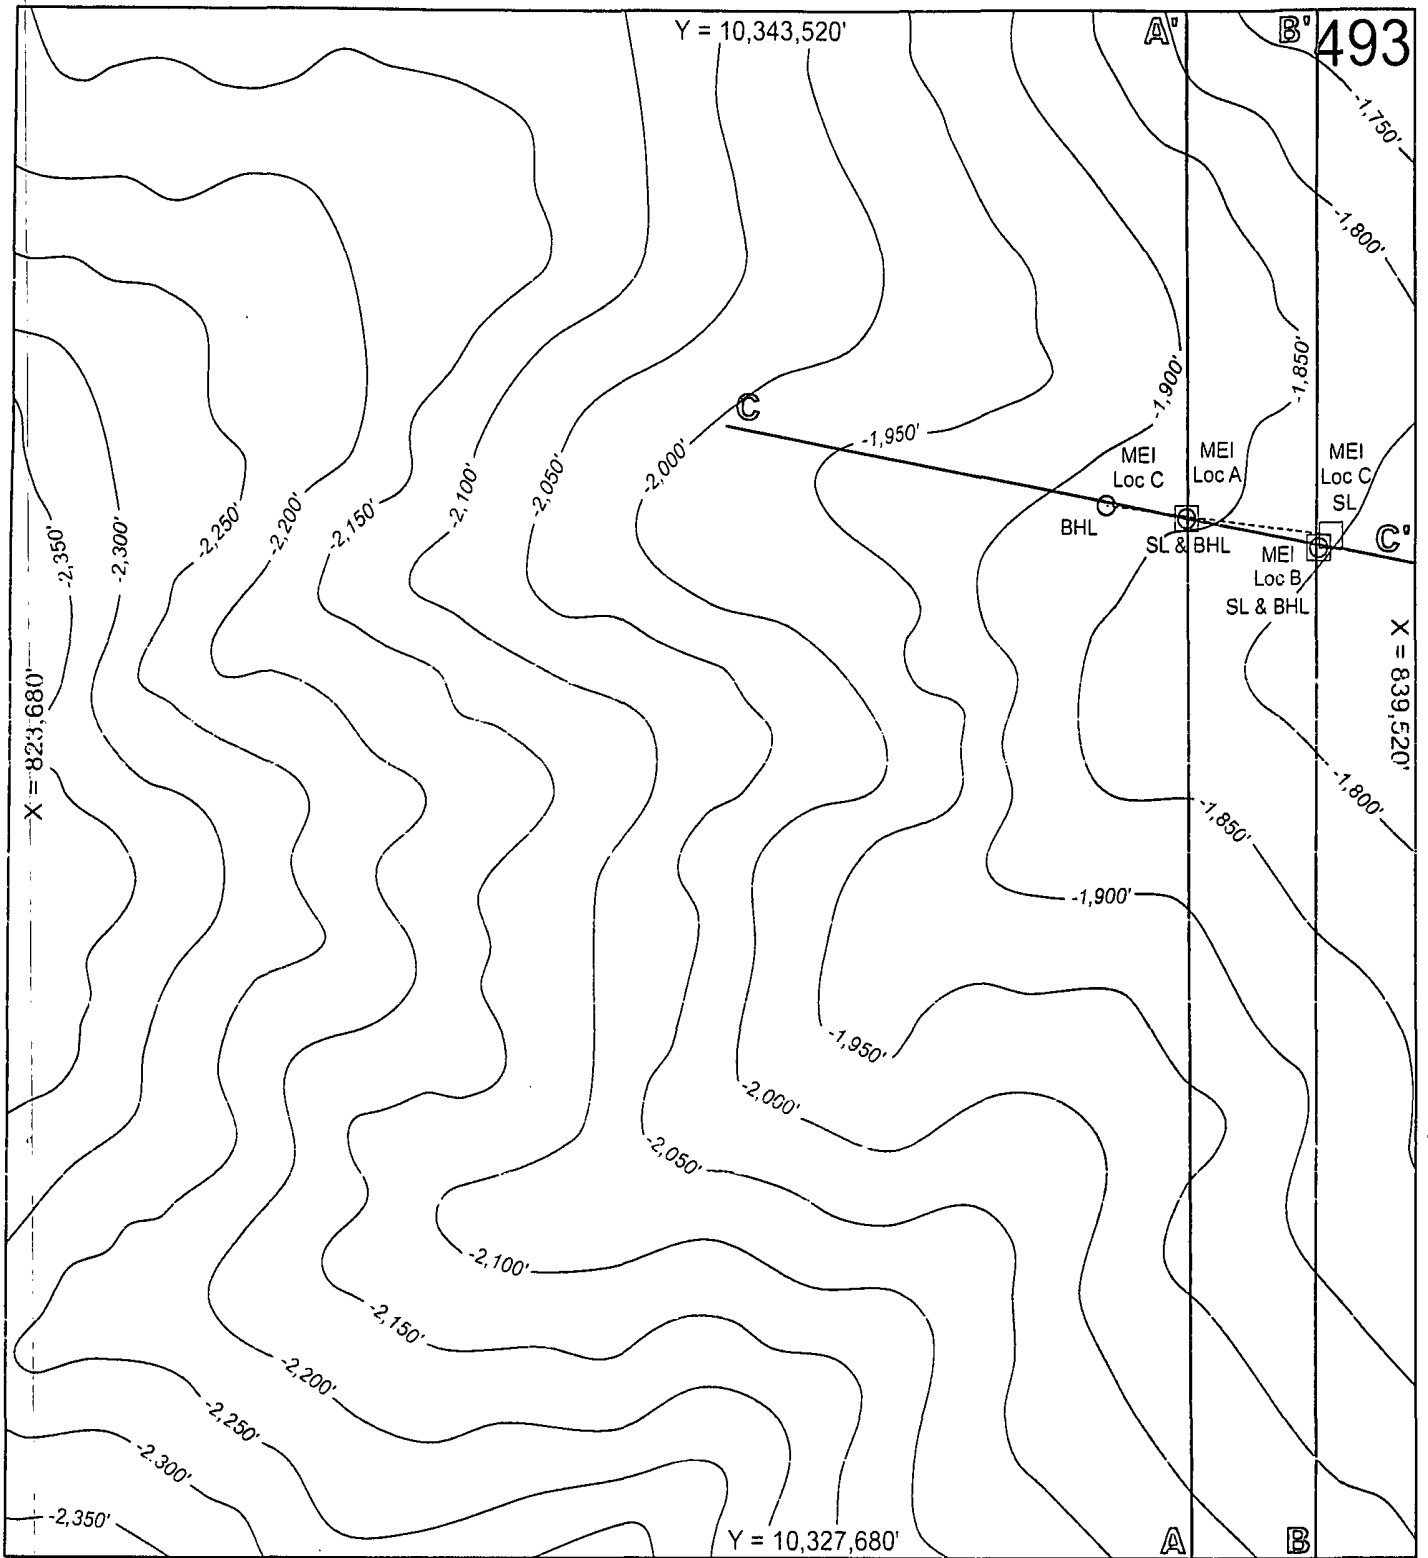 Y = 10,343,520'
A'
B'
493
-1,750'
-1,800'
-1,850'
-1,900'
C
-1,950'
-2,000'
-2,050'
-2,100'
-2,150'
-2,200'
-2,250'
-2,300'
-2,350'
MEI
Loc C
BHL
MEI
Loc A
SL & BHL
MEI
Loc C
SL
MEI
Loc B
SL & BHL
C'
X = 823,680'
X = 839,520'
-1,800'
-1,850'
-1,900'
-1,950'
-2,000'
-2,050'
-2,100'
-2,150'
-2,200'
-2,250'
-2.300'
-2,350'
Y = 10,327,680'
A
B